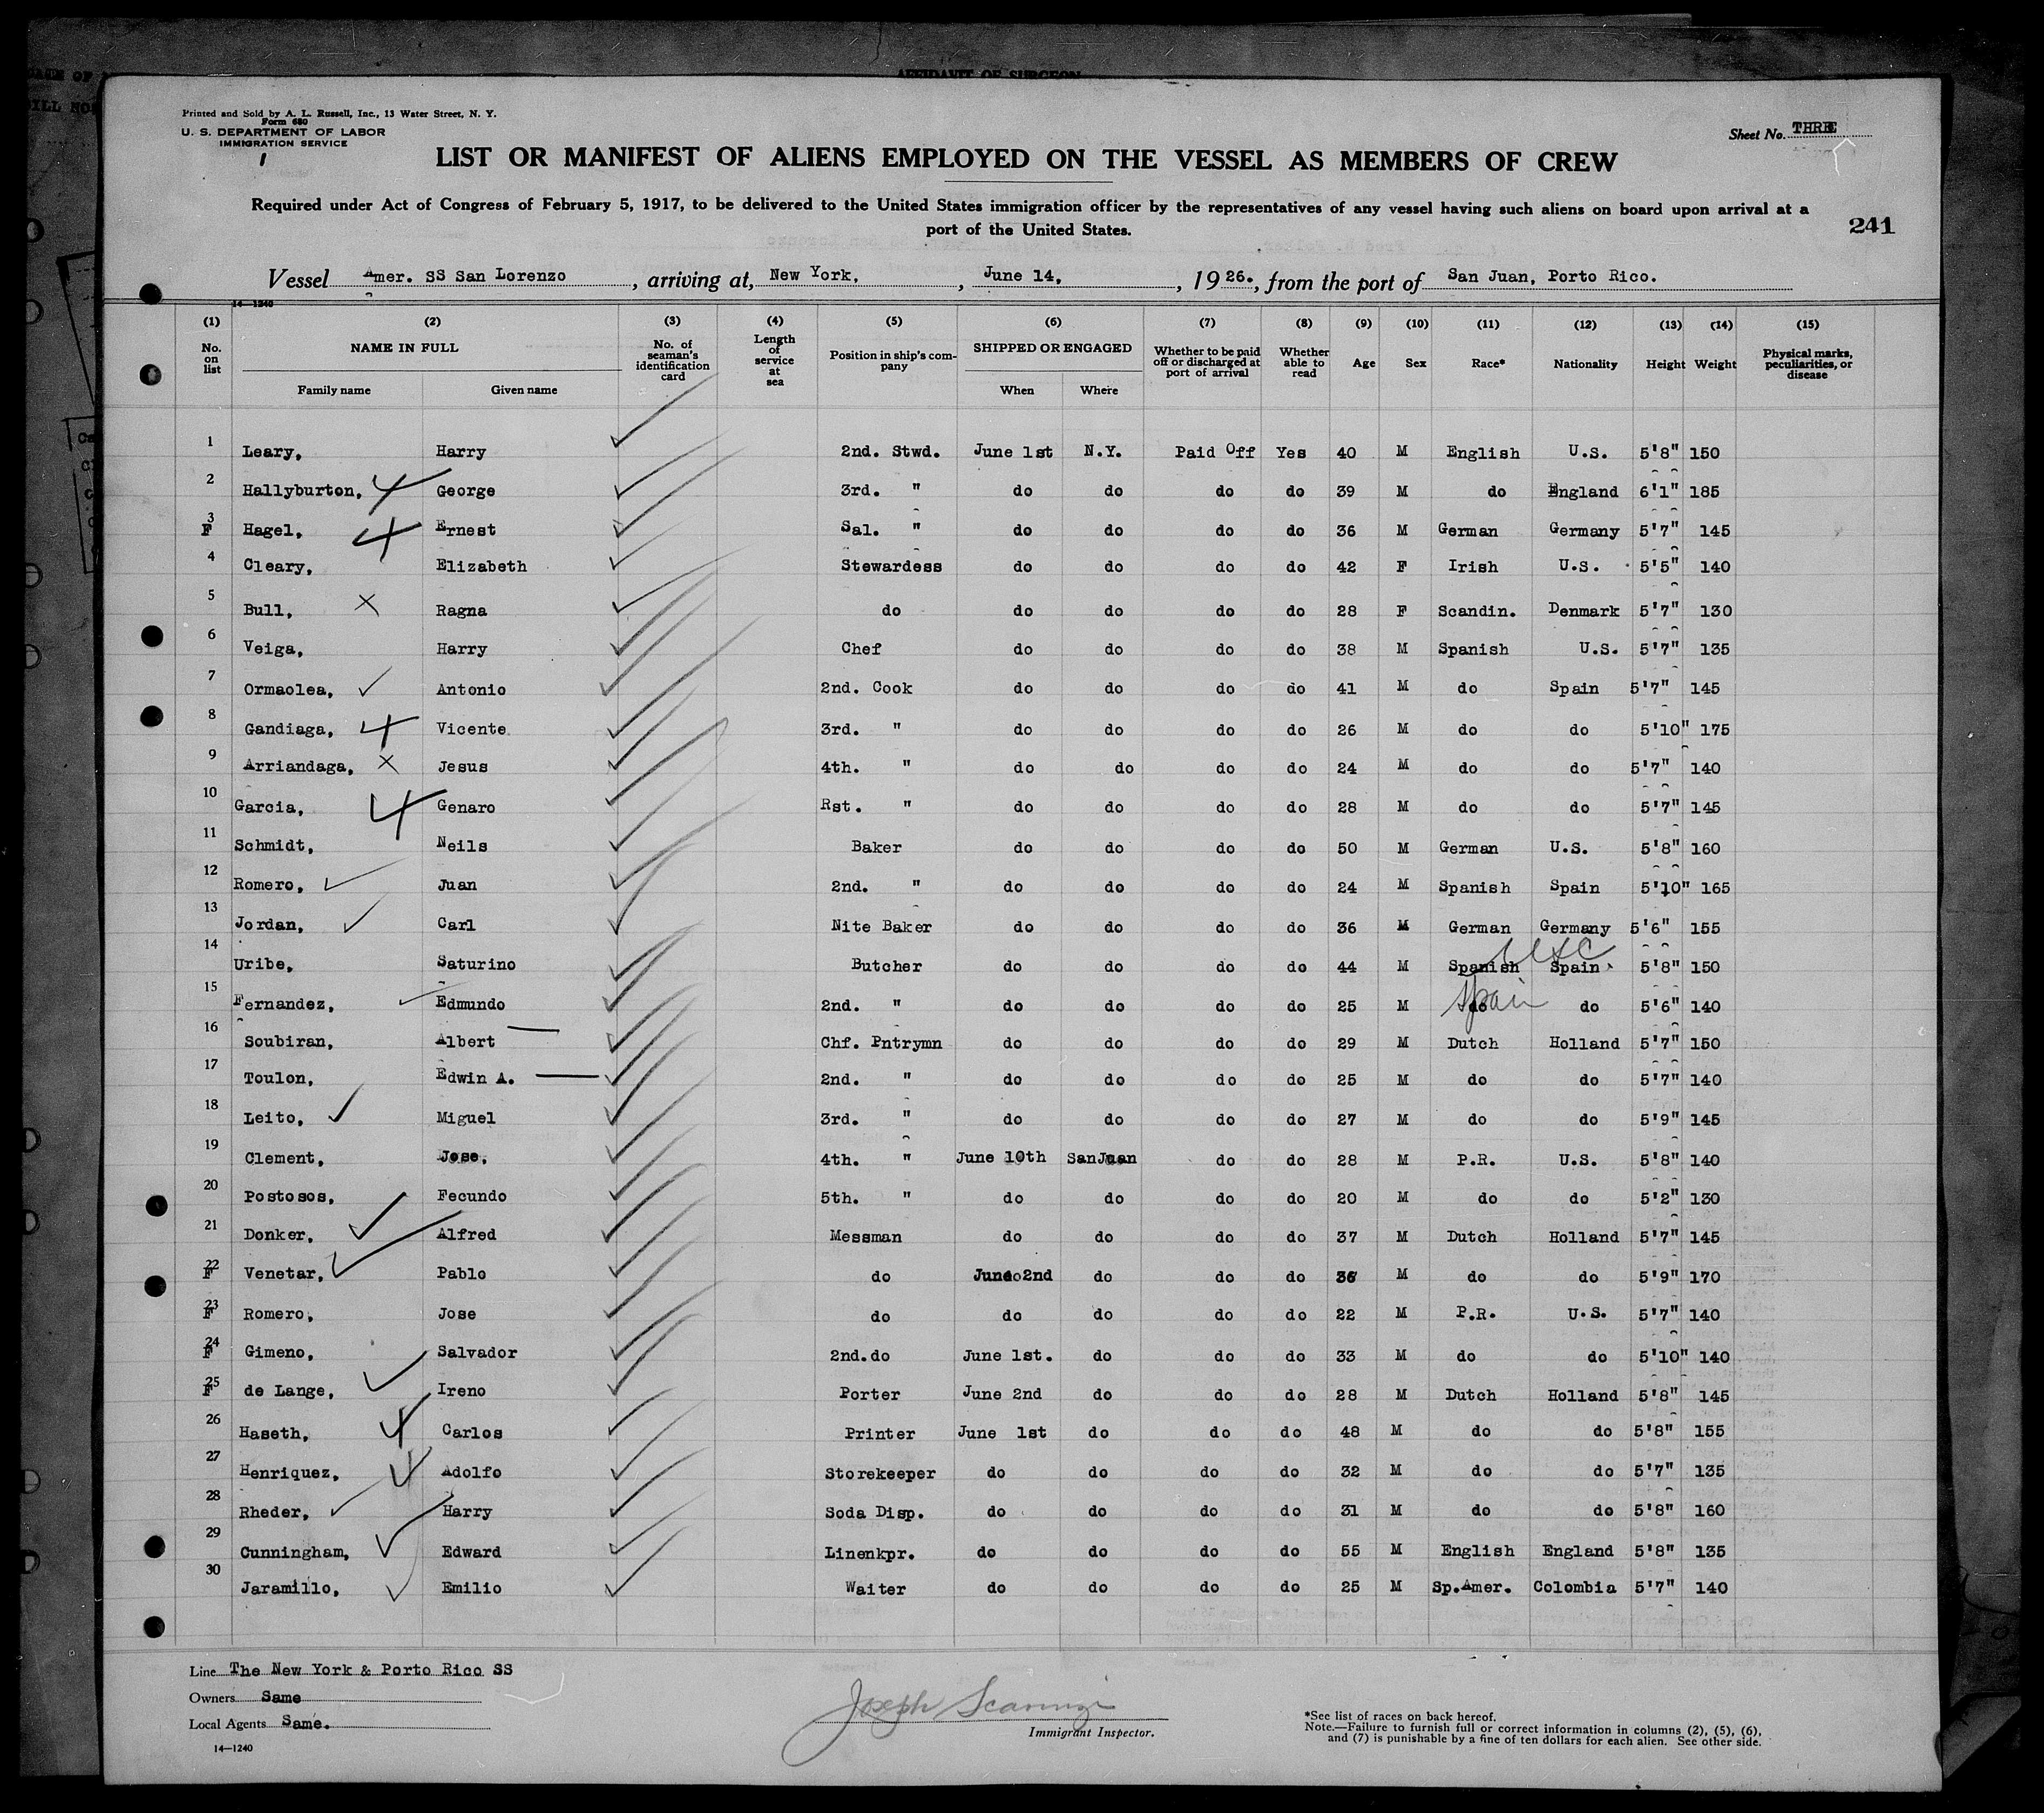 AFFIDAVIT OF SURGEON
Printed and Sold by A. L. Russell, Inc., 13 Water Street, N. Y.
Form 680
U. S. DEPARTMENT OF LABOR
IMMIGRATION SERVICE
Sheet No. THREE
LIST OR MANIFEST OF ALIENS EMPLOYED ON THE VESSEL AS MEMBERS OF CREW
Required under Act of Congress of February 5, 1917, to be delivered to the United States immigration officer by the representatives of any vessel having such aliens on board upon arrival at a
port of the United States.
241
Vessel Amer. SS San Lorenzo, arriving at, New York, June 14, 1926., from the port of San Juan, Porto Rico.
14—1240
(1) (2) (3) (4) (5) (6) (7) (8) (9) (10) (11) (12) (13) (14) (15)
No. on list NAME IN FULL Family name Given name No. of seaman's identification card Length of service at sea Position in ship's company SHIPPED OR ENGAGED When Where Whether to be paid off or discharged at port of arrival Whether able to read Age Sex Race* Nationality Height Weight Physical marks, peculiarities, or disease
1 Leary, Harry 2nd. Stwd. June 1st N.Y. Paid Off Yes 40 M English U.S. 5'8" 150
2 Hallyburton, George 3rd. " do do do do 39 M do England 6'1" 185
3 F Hagel, Ernest Sal. " do do do do 36 M German Germany 5'7" 145
4 Cleary, Elizabeth Stewardess do do do do 42 F Irish U.S. 5'5" 140
5 Bull, Ragna do do do do do 28 F Scandin. Denmark 5'7" 130
6 Veiga, Harry Chef do do do do 38 M Spanish U.S. 5'7" 135
7 Ormaolea, Antonio 2nd. Cook do do do do 41 M do Spain 5'7" 145
8 Gandiaga, Vicente 3rd. " do do do do 26 M do do 5'10" 175
9 Arriandaga, Jesus 4th. " do do do do 24 M do do 5'7" 140
10 Garcia, Genaro Rst. " do do do do 28 M do do 5'7" 145
11 Schmidt, Neils Baker do do do do 50 M German U.S. 5'8" 160
12 Romero, Juan 2nd. " do do do do 24 M Spanish Spain 5'10" 165
13 Jordan, Carl Nite Baker do do do do 36 M German Germany 5'6" 155
14 Uribe, Saturino Butcher do do do do 44 M Spanish Spain 5'8" 150
15 Fernandez, Edmundo 2nd. " do do do do 25 M do Spain do 5'6" 140
16 Soubiran, Albert Chf. Pntrymn do do do do 29 M Dutch Holland 5'7" 150
17 Toulon, Edwin A. 2nd. " do do do do 25 M do do 5'7" 140
18 Leito, Miguel 3rd. " do do do do 27 M do do 5'9" 145
19 Clement, Jose, 4th. " June 10th SanJuan do do 28 M P.R. U.S. 5'8" 140
20 Postosos, Fecundo 5th. " do do do do 20 M do do 5'2" 130
21 Donker, Alfred Messman do do do do 37 M Dutch Holland 5'7" 145
22 F Venetar, Pablo do June 2nd do do do 36 M do do 5'9" 170
23 F Romero, Jose do do do do do 22 M P.R. U.S. 5'7" 140
24 F Gimeno, Salvador 2nd.do June 1st. do do do 33 M do do 5'10" 140
25 F de Lange, Ireno Porter June 2nd do do do 28 M Dutch Holland 5'8" 145
26 Haseth, Carlos Printer June 1st do do do 48 M do do 5'8" 155
27 Henriquez, Adolfo Storekeeper do do do do 32 M do do 5'7" 135
28 Rheder, Harry Soda Disp. do do do do 31 M do do 5'8" 160
29 Cunningham, Edward Linenkpr. do do do do 55 M English England 5'8" 135
30 Jaramillo, Emilio Waiter do do do do 25 M Sp.Amer. Colombia 5'7" 140
Line The New York & Porto Rico SS
Owners Same
Local Agents Same.
14—1240
Joseph
Immigrant Inspector.
*See list of races on back hereof.
Note.—Failure to furnish full or correct information in columns (2), (5), (6),
and (7) is punishable by a fine of ten dollars for each alien. See other side.